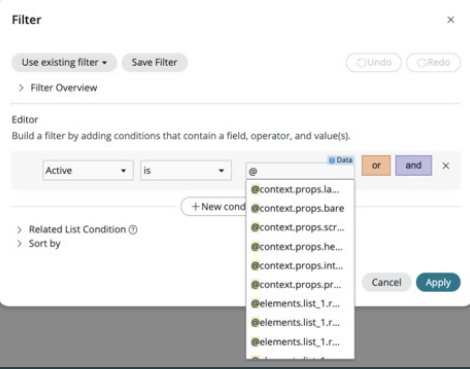 Filter
Use existing filter
Save Filter
Undo
Redo
Filter Overview
Editor
Build a filter by adding conditions that contain a field, operator, and value(s).
Data
Active
is
@
or
and
@context.props.la...
+ New cond
@context.props.bare
@context.props.scr...
Related List Condition
@context.props.he...
Sort by
@context.props.int...
@context.props.pr...
Cancel
Apply
@elements.list_1.r...
@elements.list_1.r...
@elements.list_1.r...